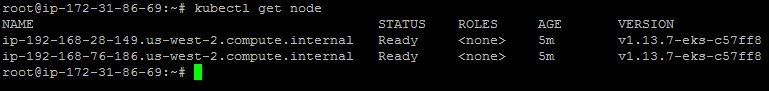 root@ip-172-31-86-69:~# kubectl get node
NAME STATUS ROLES AGE VERSION
ip-192-168-28-149.us-west-2.compute.internal Ready <none> 5m v1.13.7-eks-c57ff8
ip-192-168-76-186.us-west-2.compute.internal Ready <none> 5m v1.13.7-eks-c57ff8
root@ip-172-31-86-69:~#